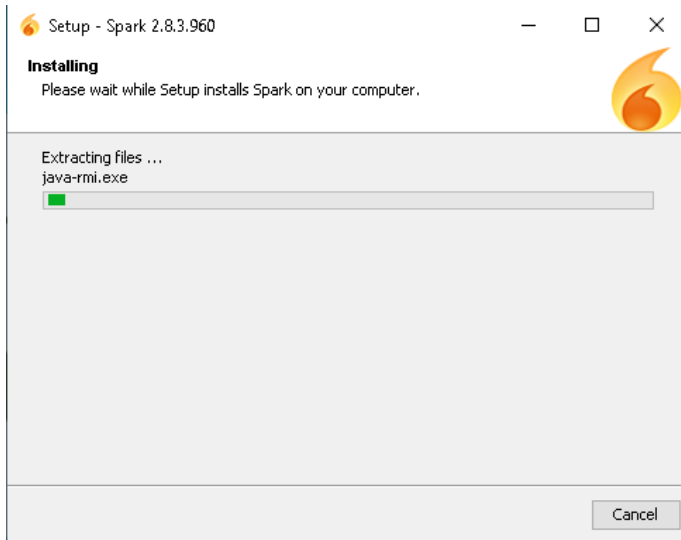 Setup - Spark 2.8.3.960
Installing
Please wait while Setup installs Spark on your computer.
Extracting files ...
java-rmi.exe
Cancel